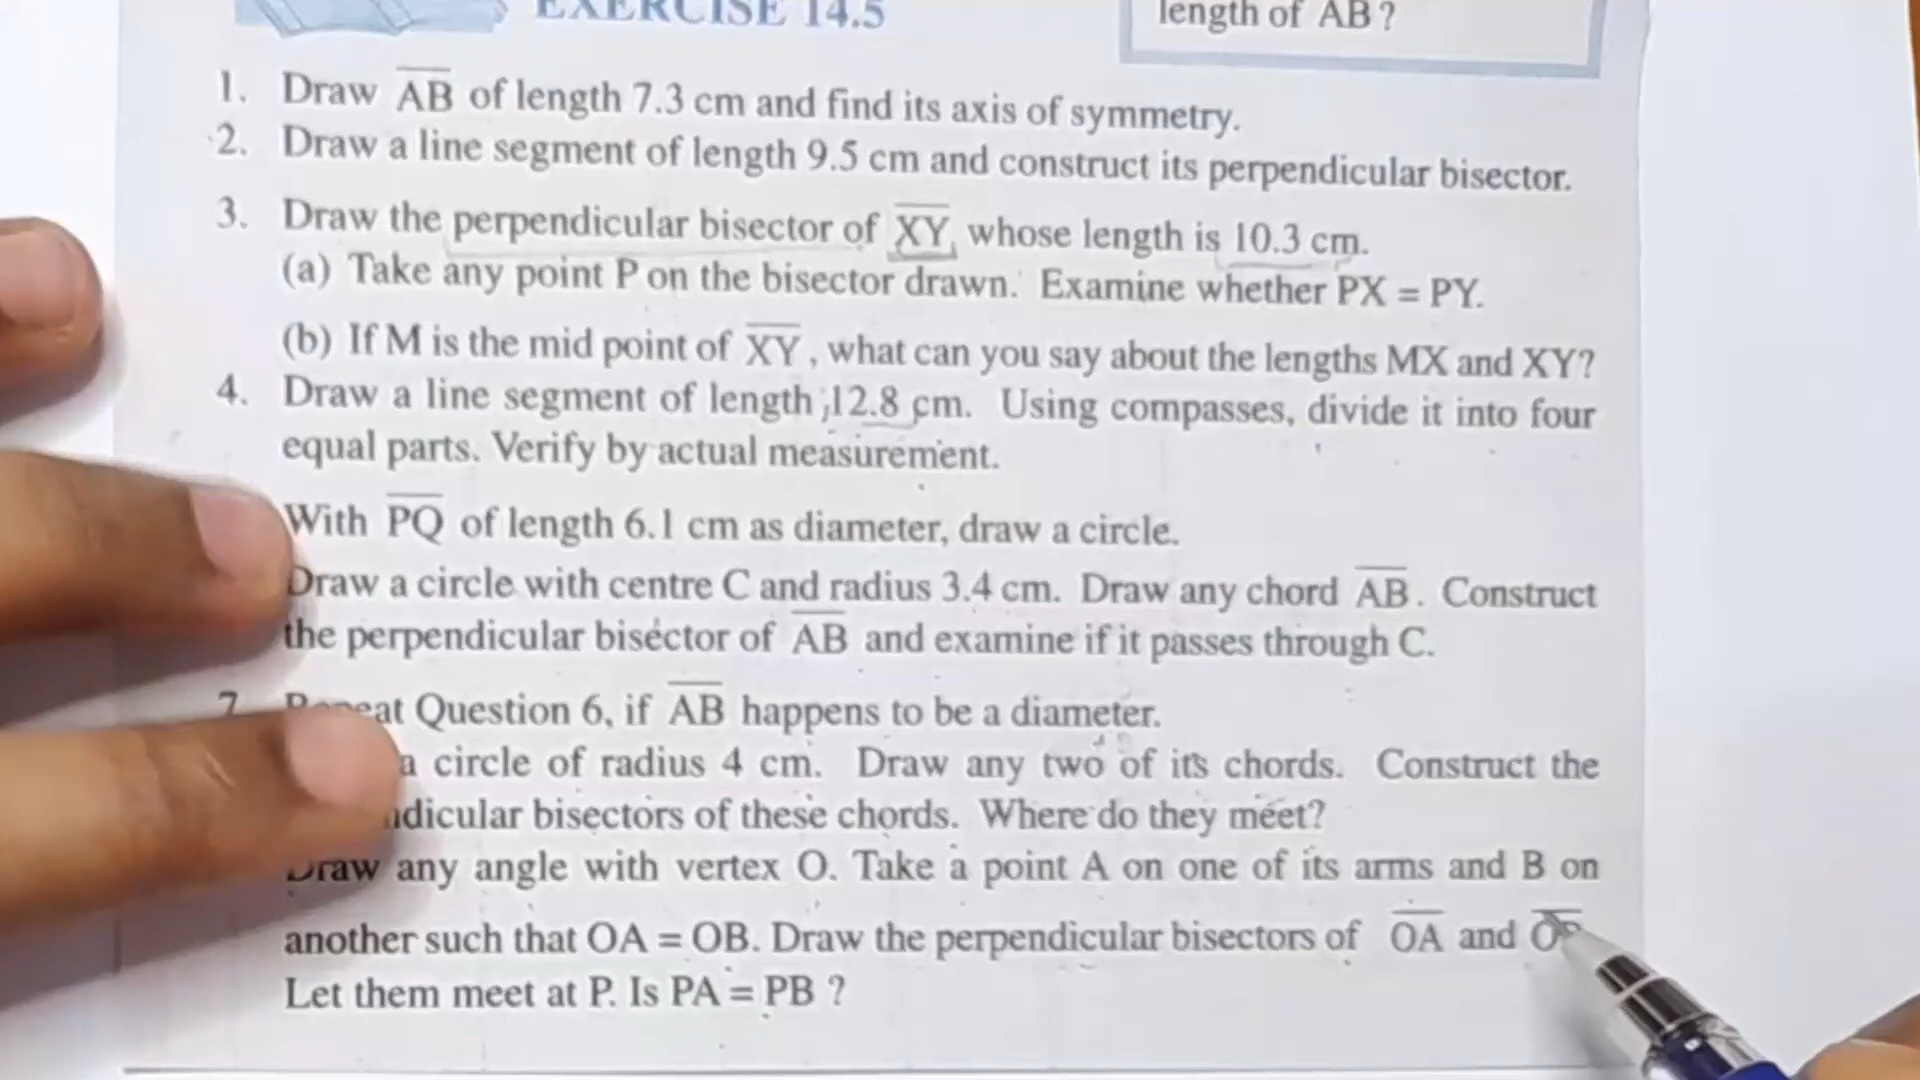 EXERCISE 14.5
length of AB?
1. Draw AB of length 7.3 cm and find its axis of symmetry.
2. Draw a line segment of length 9.5 cm and construct its perpendicular bisector.
3. Draw the perpendicular bisector of XY whose length is 10.3 cm.
(a) Take any point P on the bisector drawn. Examine whether PX = PY.
(b) If M is the mid point of XY, what can you say about the lengths MX and XY?
4. Draw a line segment of length 12.8 cm. Using compasses, divide it into four
equal parts. Verify by actual measurement.
With PQ of length 6.1 cm as diameter, draw a circle.
Draw a circle with centre C and radius 3.4 cm. Draw any chord AB. Construct
the perpendicular bisector of AB and examine if it passes through C.
7. Repeat Question 6, if AB happens to be a diameter.
a circle of radius 4 cm. Draw any two of its chords. Construct the
bisectors of these chords. Where do they meet?
Draw any angle with vertex O. Take a point A on one of its arms and B on
another such that OA = OB. Draw the perpendicular bisectors of OA and
Let them meet at P. Is PA = PB ?